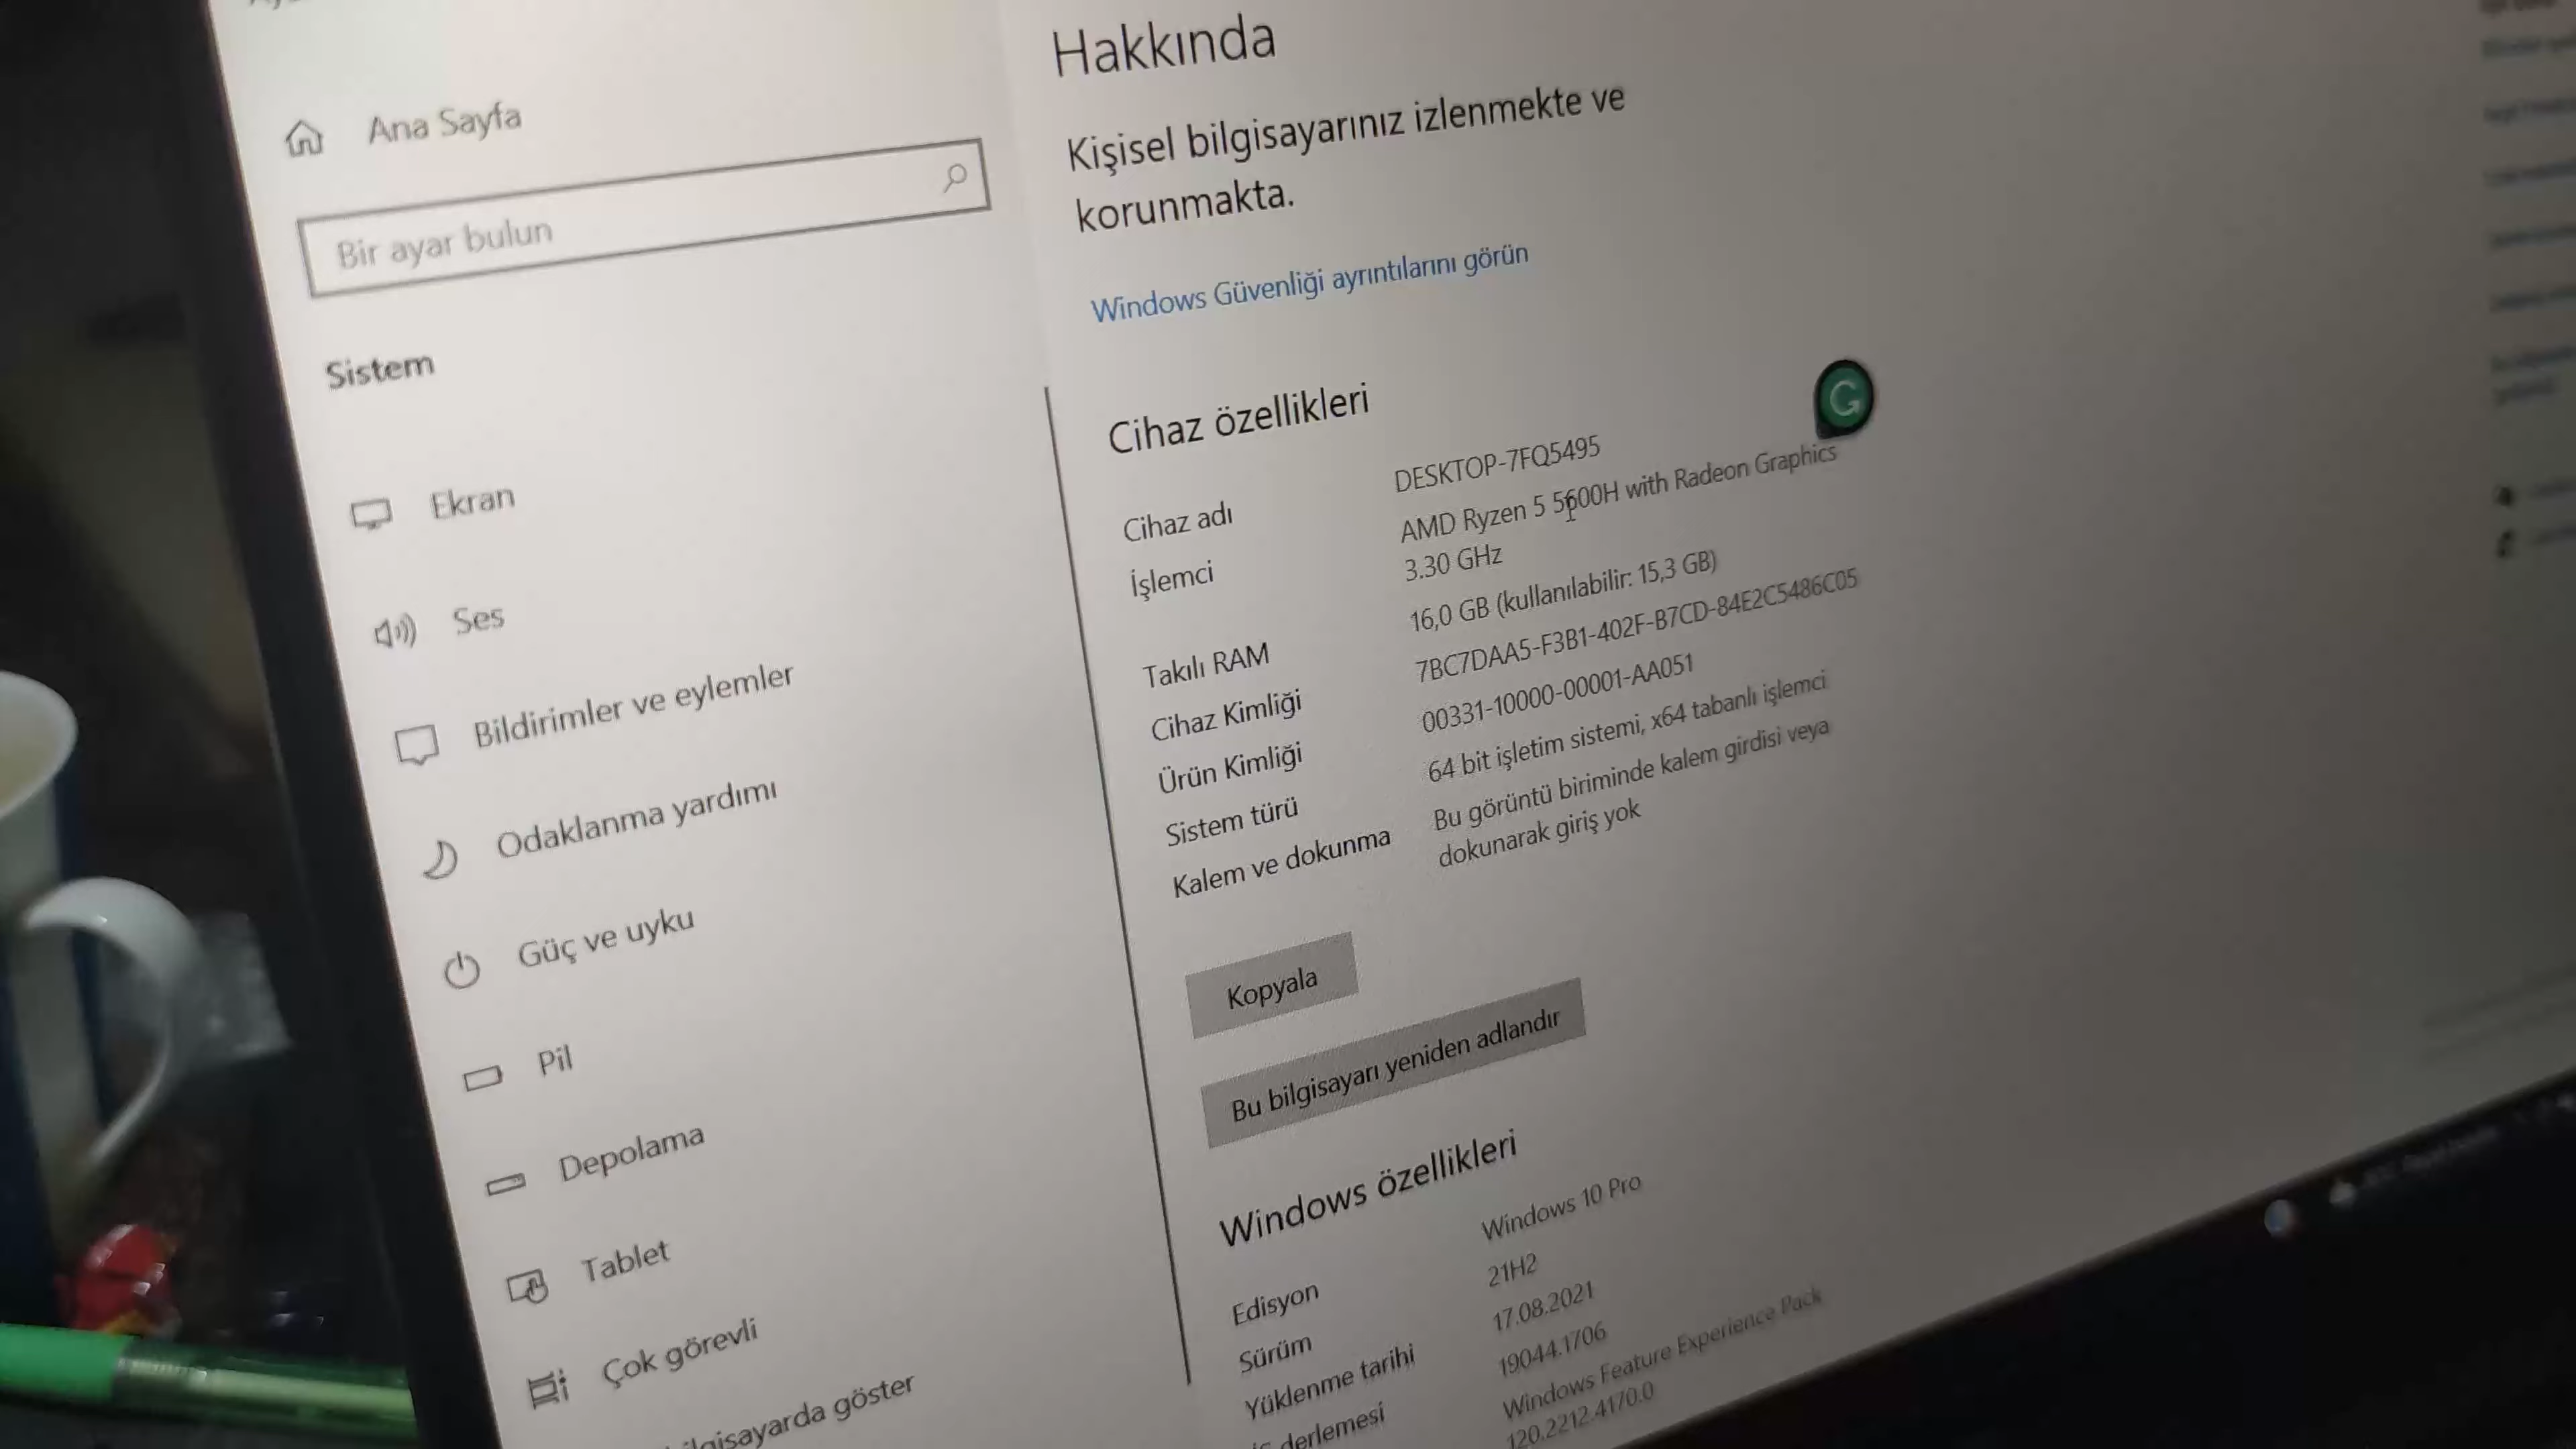 Ana Sayfa
Bir ayar bulun
Sistem
Ekran
Ses
Bildirimler ve eylemler
Odaklanma yardımı
Güç ve uyku
Pil
Depolama
Tablet
Çok görevli
göster
Hakkında
Kişisel bilgisayarınız izlenmekte ve
korunmakta.
Windows Güvenliği ayrıntılarını görün
Cihaz özellikleri
Cihaz adı DESKTOP-7FQ5495
İşlemci AMD Ryzen 5 5600H with Radeon Graphics
3.30 GHz
Takılı RAM 16,0 GB (kullanılabilir: 15,3 GB)
Cihaz Kimliği 7BC7DAA5-F3B1-402F-B7CD-84E2C5486C05
Ürün Kimliği 00331-10000-00001-AA051
Sistem türü 64 bit işletim sistemi, x64 tabanlı işlemci
Kalem ve dokunma Bu görüntü biriminde kalem girdisi veya
dokunarak giriş yok
Kopyala
Bu bilgisayarı yeniden adlandır
Windows özellikleri
Edisyon Windows 10 Pro
Sürüm 21H2
Yüklenme tarihi 17.08.2021
derlemesi 19044.1706
Windows Feature Experience Pack
120.2212.4170.0